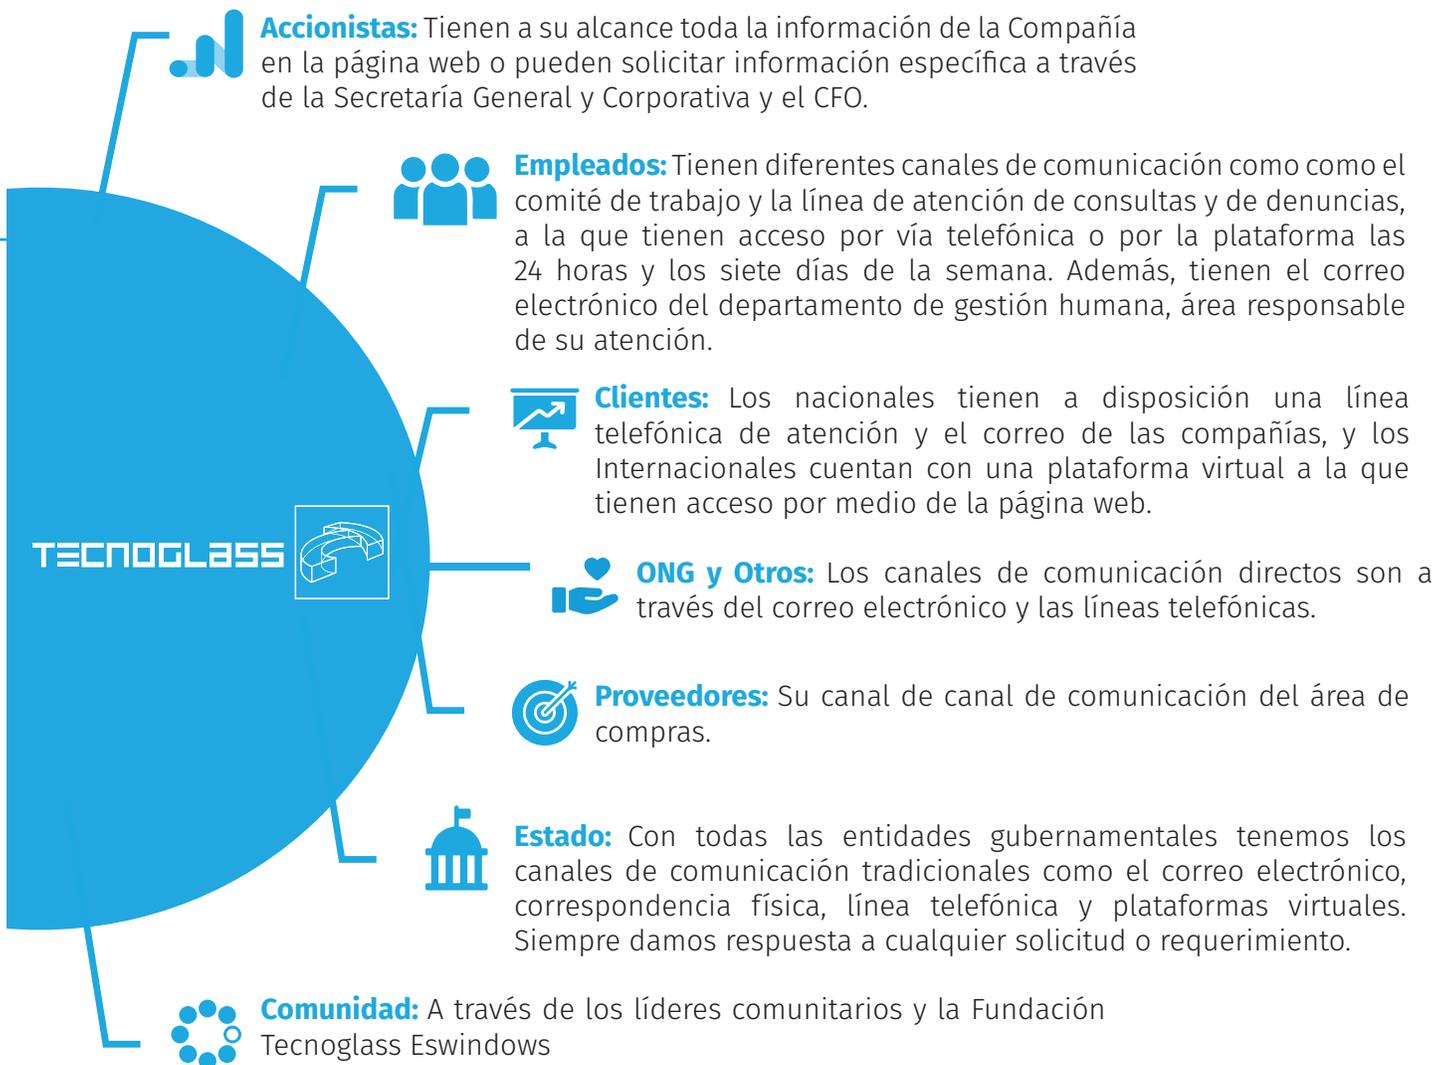 Accionistas: Tienen a su alcance toda la información de la Compañía
en la página web o pueden solicitar información específica a través
de la Secretaría General y Corporativa y el CFO.
Empleados: Tienen diferentes canales de comunicación como como el
comité de trabajo y la línea de atención de consultas y de denuncias,
a la que tienen acceso por vía telefónica o por la plataforma las
24 horas y los siete días de la semana. Además, tienen el correo
electrónico del departamento de gestión humana, área responsable
de su atención.
Clientes: Los nacionales tienen a disposición una línea
telefónica de atención y el correo de las compañías, y los
Internacionales cuentan con una plataforma virtual a la que
tienen acceso por medio de la página web.
TECNOGLASS
ONG y Otros: Los canales de comunicación directos son a
través del correo electrónico y las líneas telefónicas.
Proveedores: Su canal de canal de comunicación del área de
compras.
Estado: Con todas las entidades gubernamentales tenemos los
canales de comunicación tradicionales como el correo electrónico,
correspondencia física, línea telefónica y plataformas virtuales.
Siempre damos respuesta a cualquier solicitud o requerimiento.
Comunidad: A través de los líderes comunitarios y la Fundación
Tecnoglass Eswindows